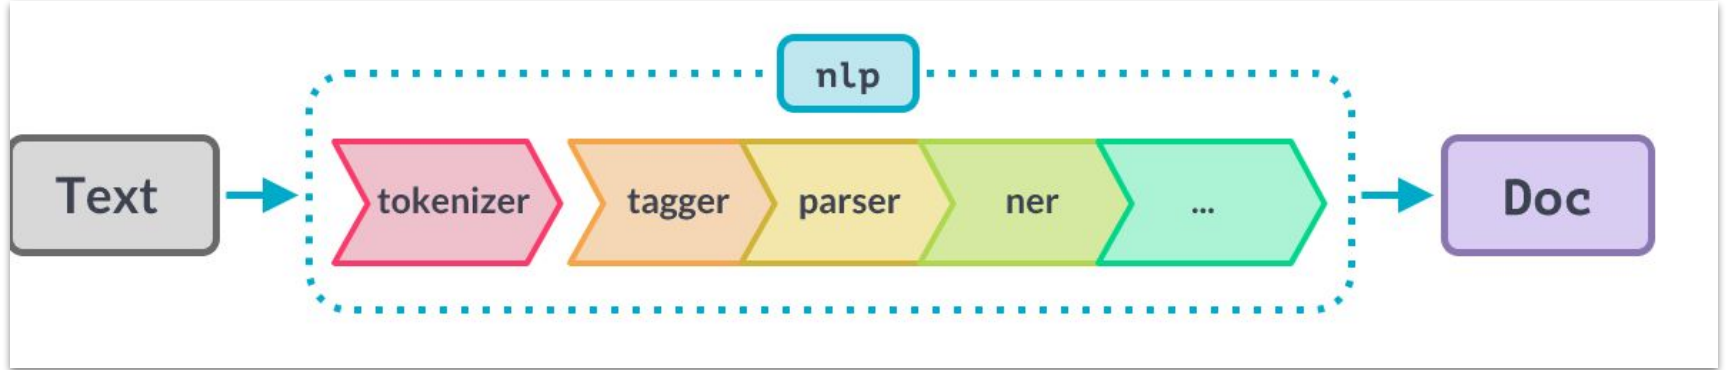 nlp
Text
tokenizer
tagger
parser
ner
...
Doc